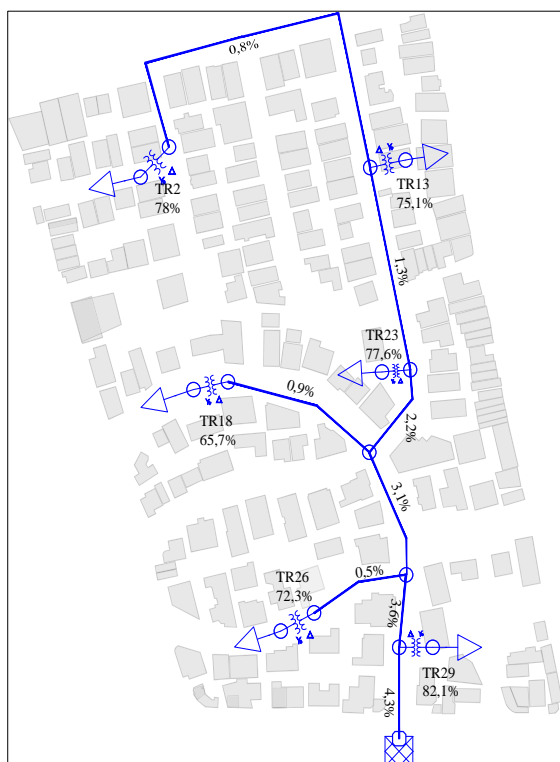 0,8%
TR2
78%
TR13
75,1%
1,3%
TR23
77,6%
0,9%
TR18
65,7%
2,2%
3,1%
0,5%
TR26
72,3%
3,6%
TR29
82,1%
4,3%